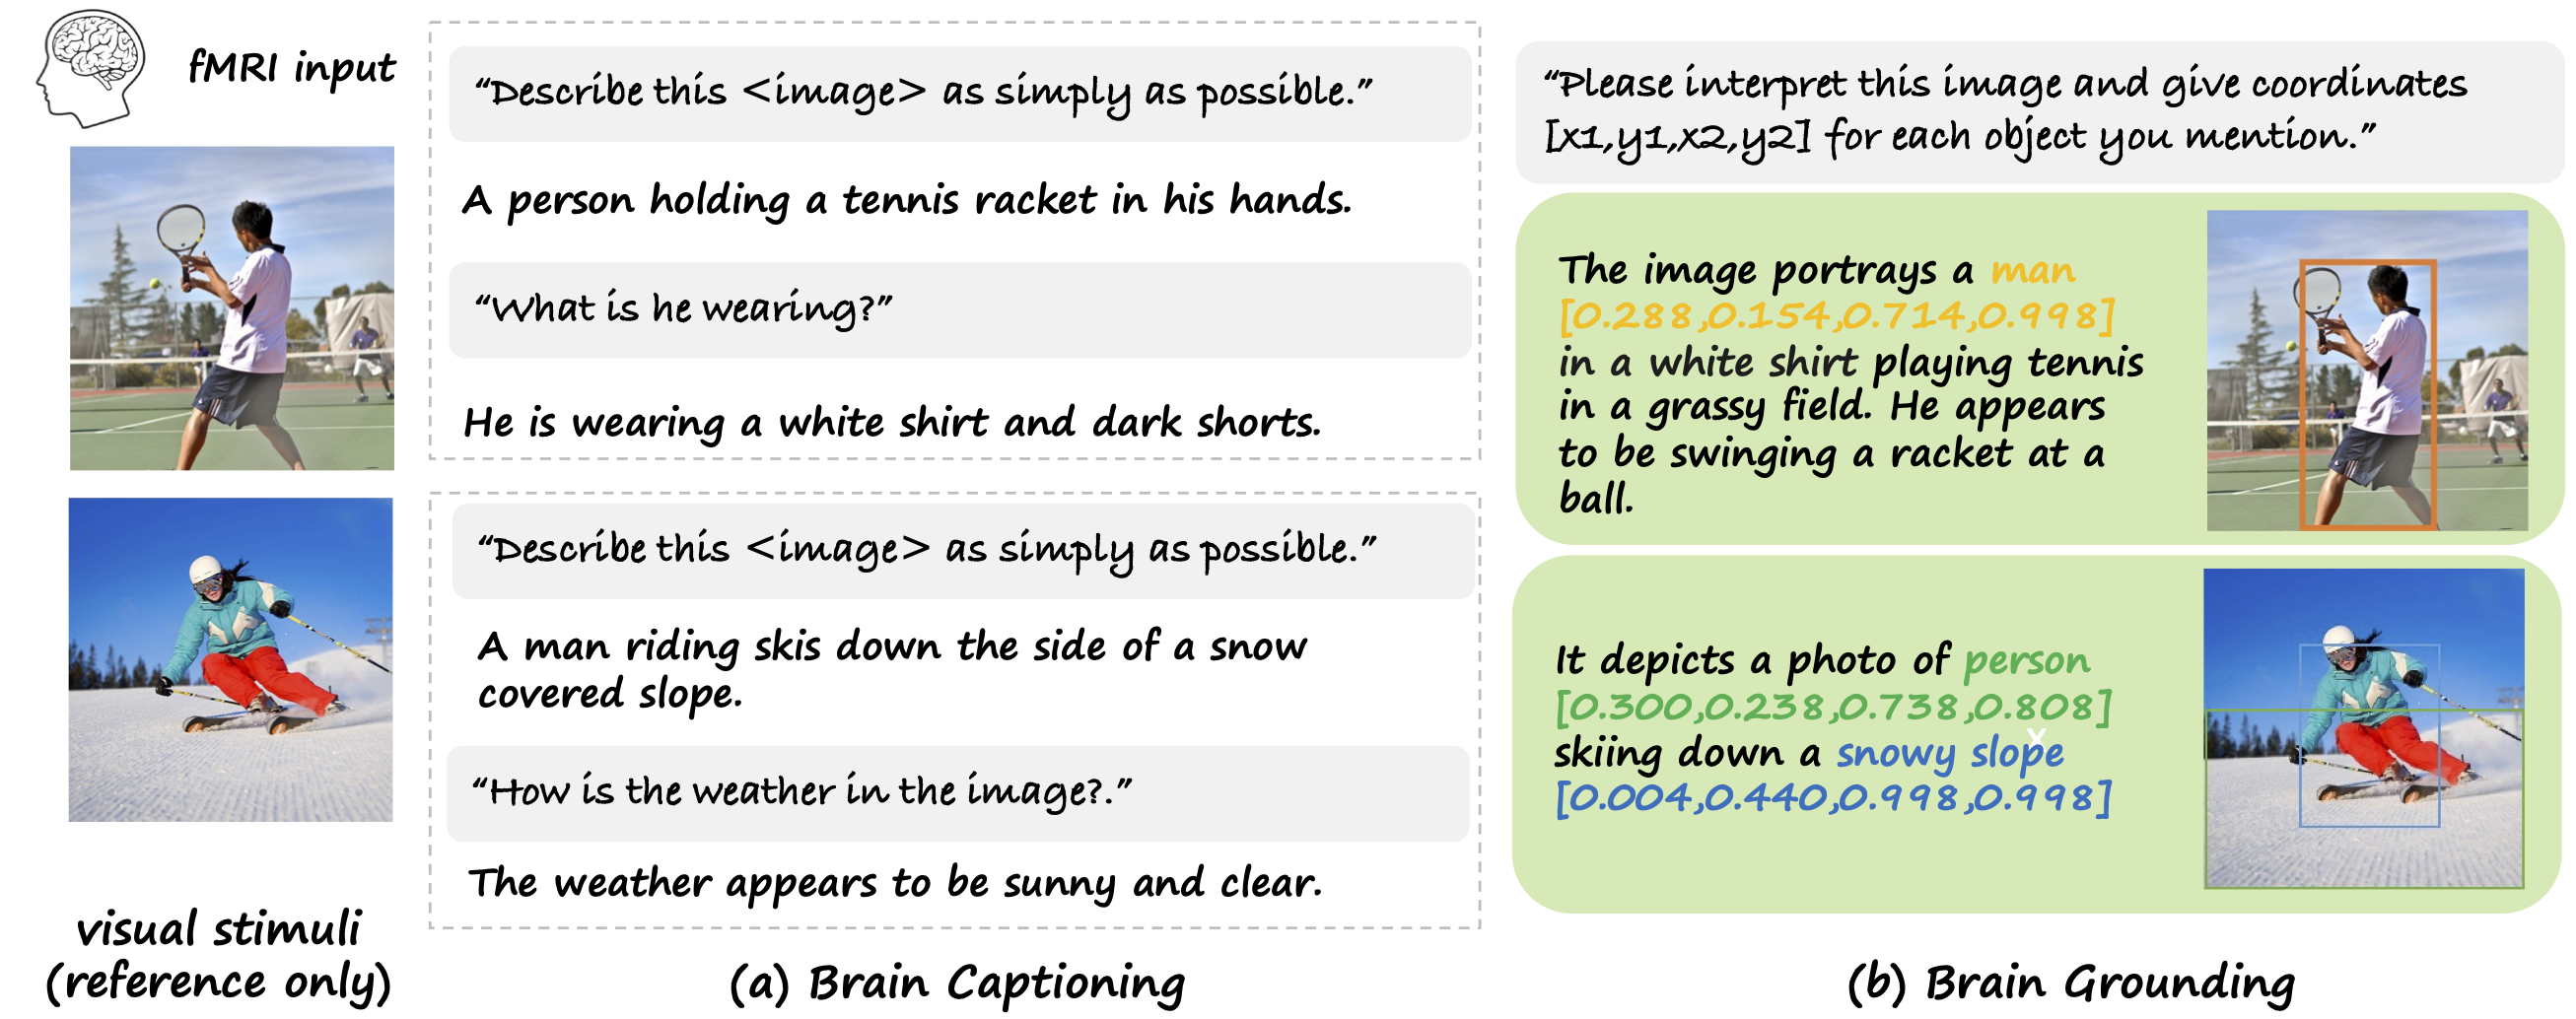 fMRI input
visual stimuli
(reference only)
“Describe this <image> as simply as possible.”
A person holding a tennis racket in his hands.
“What is he wearing?”
He is wearing a white shirt and dark shorts.
“Describe this <image> as simply as possible.”
A man riding skis down the side of a snow
covered slope.
“How is the weather in the image?.”
The weather appears to be sunny and clear.
(a) Brain Captioning
“Please interpret this image and give coordinates
[x1,y1,x2,y2] for each object you mention.”
The image portrays a man
[0.288,0.154,0.714,0.998]
in a white shirt playing tennis
in a grassy field. He appears
to be swinging a racket at a
ball.
It depicts a photo of person
[0.300,0.238,0.738,0.808]
x
skiing down a snowy slope
[0.004,0.440,0.998,0.998]
(b) Brain Grounding